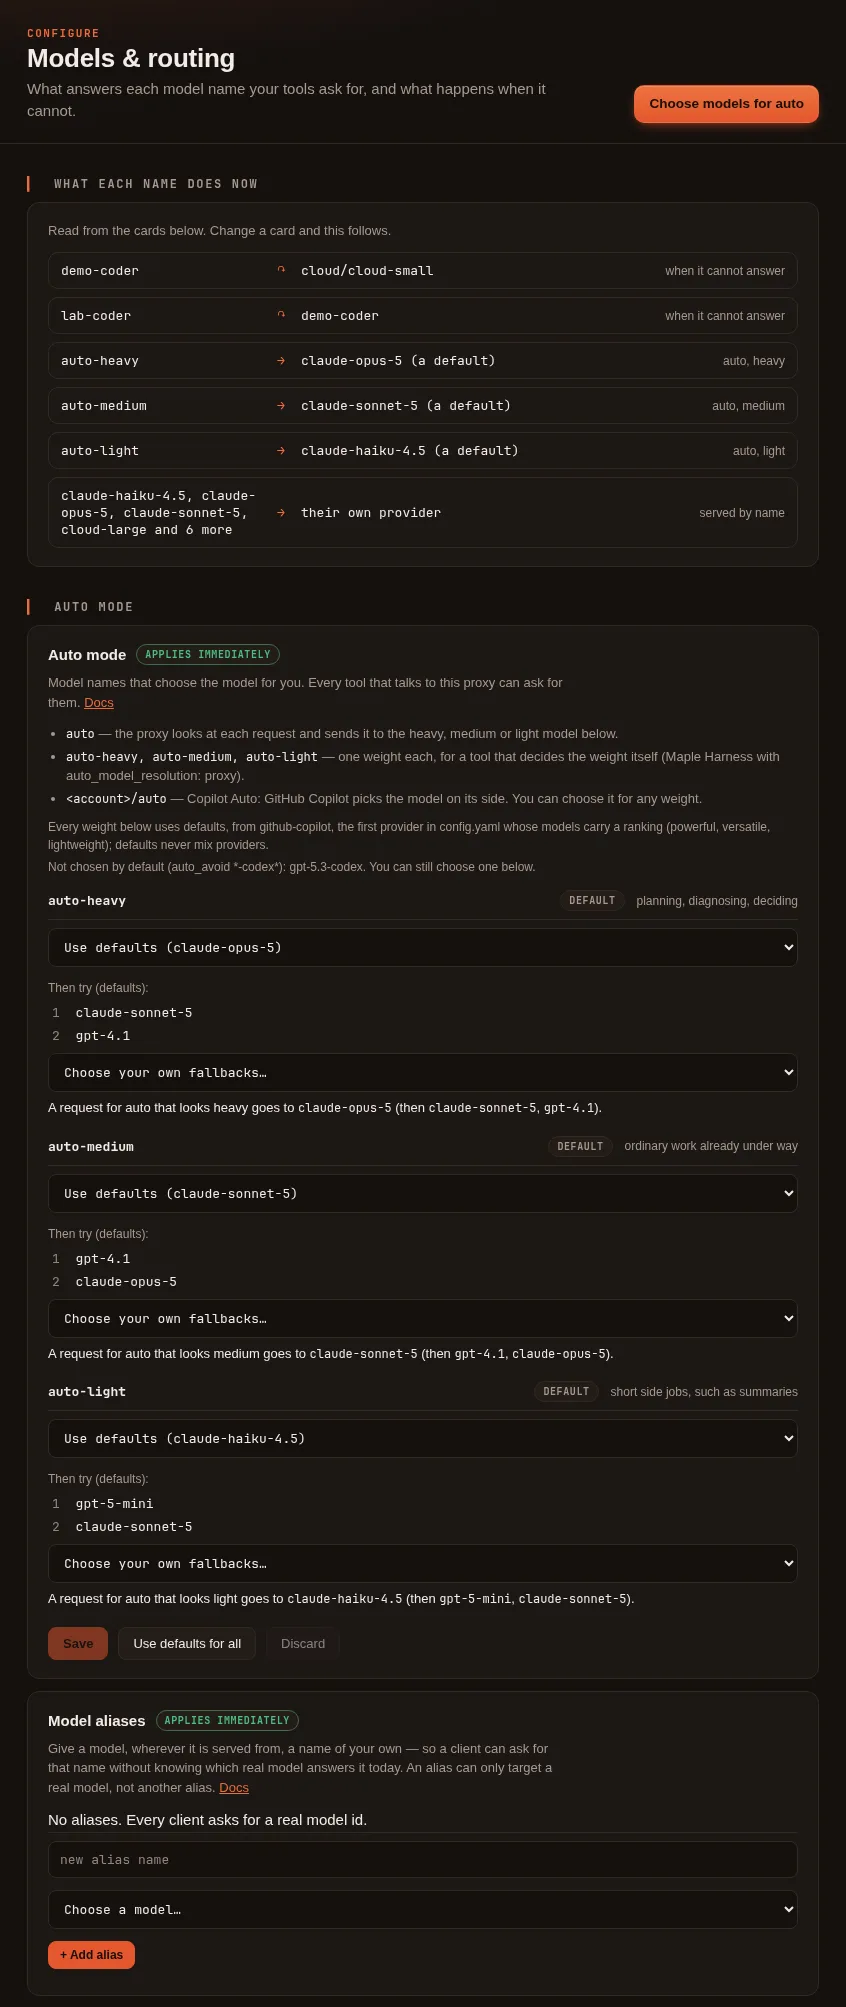 CONFIGURE
Models & routing
What answers each model name your tools ask for, and what happens when it
cannot.
Choose models for auto
WHAT EACH NAME DOES NOW
Read from the cards below. Change a card and this follows.
demo-coder ↷ cloud/cloud-small when it cannot answer
lab-coder ↷ demo-coder when it cannot answer
auto-heavy → claude-opus-5 (a default) auto, heavy
auto-medium → claude-sonnet-5 (a default) auto, medium
auto-light → claude-haiku-4.5 (a default) auto, light
claude-haiku-4.5, claude-
opus-5, claude-sonnet-5, → their own provider served by name
cloud-large and 6 more
AUTO MODE
Auto mode APPLIES IMMEDIATELY
Model names that choose the model for you. Every tool that talks to this proxy can ask for
them. Docs
• auto — the proxy looks at each request and sends it to the heavy, medium or light model below.
• auto-heavy, auto-medium, auto-light — one weight each, for a tool that decides the weight itself (Maple Harness with
auto_model_resolution: proxy).
• <account>/auto — Copilot Auto: GitHub Copilot picks the model on its side. You can choose it for any weight.
Every weight below uses defaults, from github-copilot, the first provider in config.yaml whose models carry a ranking (powerful, versatile,
lightweight); defaults never mix providers.
Not chosen by default (auto_avoid *-codex*): gpt-5.3-codex. You can still choose one below.
auto-heavy DEFAULT planning, diagnosing, deciding
Use defaults (claude-opus-5)
Then try (defaults):
1 claude-sonnet-5
2 gpt-4.1
Choose your own fallbacks…
A request for auto that looks heavy goes to claude-opus-5 (then claude-sonnet-5, gpt-4.1).
auto-medium DEFAULT ordinary work already under way
Use defaults (claude-sonnet-5)
Then try (defaults):
1 gpt-4.1
2 claude-opus-5
Choose your own fallbacks…
A request for auto that looks medium goes to claude-sonnet-5 (then gpt-4.1, claude-opus-5).
auto-light DEFAULT short side jobs, such as summaries
Use defaults (claude-haiku-4.5)
Then try (defaults):
1 gpt-5-mini
2 claude-sonnet-5
Choose your own fallbacks…
A request for auto that looks light goes to claude-haiku-4.5 (then gpt-5-mini, claude-sonnet-5).
Save Use defaults for all Discard
Model aliases APPLIES IMMEDIATELY
Give a model, wherever it is served from, a name of your own — so a client can ask for
that name without knowing which real model answers it today. An alias can only target a
real model, not another alias. Docs
No aliases. Every client asks for a real model id.
new alias name
Choose a model…
+ Add alias